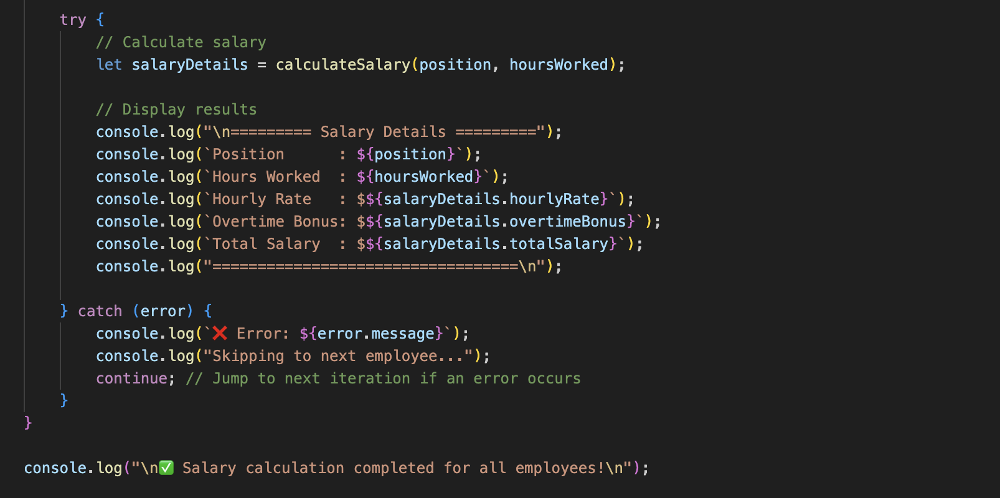 try {
        // Calculate salary
        let salaryDetails = calculateSalary(position, hoursWorked);

        // Display results
        console.log("\n========= Salary Details =========");
        console.log(`Position      : ${position}`);
        console.log(`Hours Worked  : ${hoursWorked}`);
        console.log(`Hourly Rate   : $${salaryDetails.hourlyRate}`);
        console.log(`Overtime Bonus: $${salaryDetails.overtimeBonus}`);
        console.log(`Total Salary  : $${salaryDetails.totalSalary}`);
        console.log("==================================\n");

    } catch (error) {
        console.log(`❌ Error: ${error.message}`);
        console.log("Skipping to next employee...");
        continue; // Jump to next iteration if an error occurs
    }
}

console.log("\n✅ Salary calculation completed for all employees!\n");